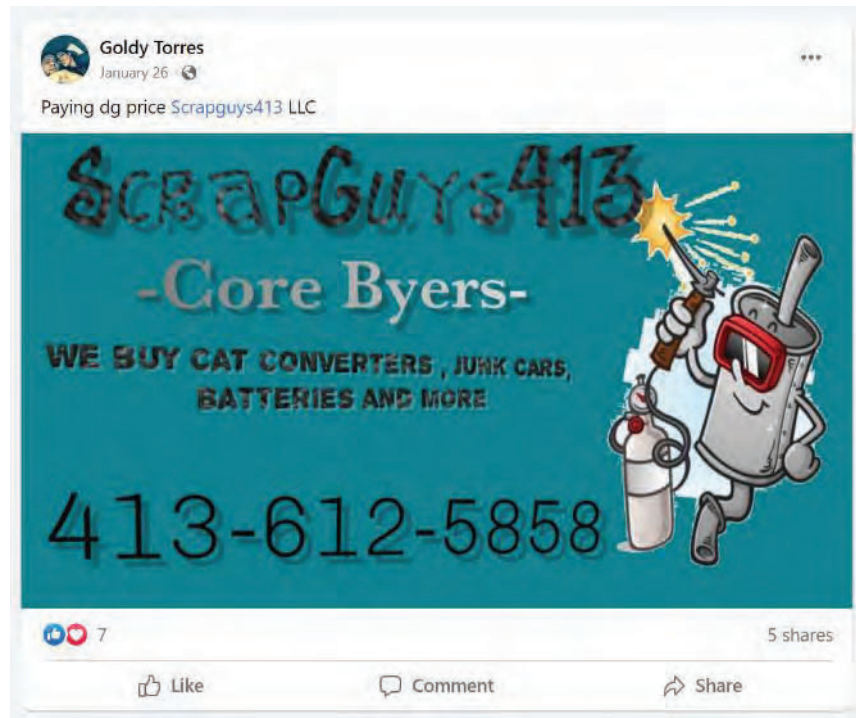 Goldy Torres
January 26
Paying dg price Scrapguys413 LLC
ScrapGuys413
-Core Byers-
WE BUY CAT CONVERTERS, JUNK CARS,
BATTERIES AND MORE
413-612-5858
7
5 shares
Like
Comment
Share